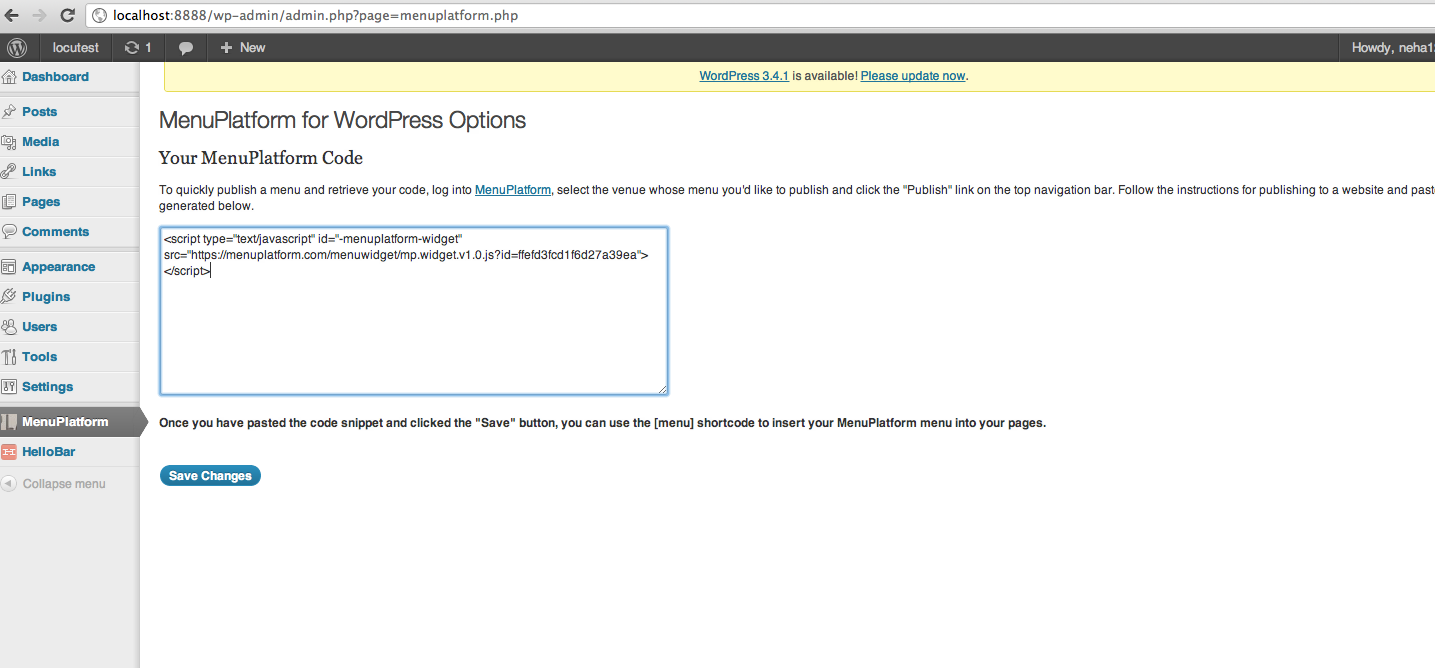 localhost:8888/wp-admin/admin.php?page=menuplatform.php
locutest 1 + New Howdy, neha1
WordPress 3.4.1 is available! Please update now.
Dashboard
Posts
Media
Links
Pages
Comments
Appearance
Plugins
Users
Tools
Settings
MenuPlatform
HelloBar
Collapse menu
MenuPlatform for WordPress Options
Your MenuPlatform Code
To quickly publish a menu and retrieve your code, log into MenuPlatform, select the venue whose menu you'd like to publish and click the "Publish" link on the top navigation bar. Follow the instructions for publishing to a website and past
generated below.
<script type="text/javascript" id="-menuplatform-widget"
src="https://menuplatform.com/menuwidget/mp.widget.v1.0.js?id=ffefd3fcd1f6d27a39ea">
</script>
Once you have pasted the code snippet and clicked the "Save" button, you can use the [menu] shortcode to insert your MenuPlatform menu into your pages.
Save Changes